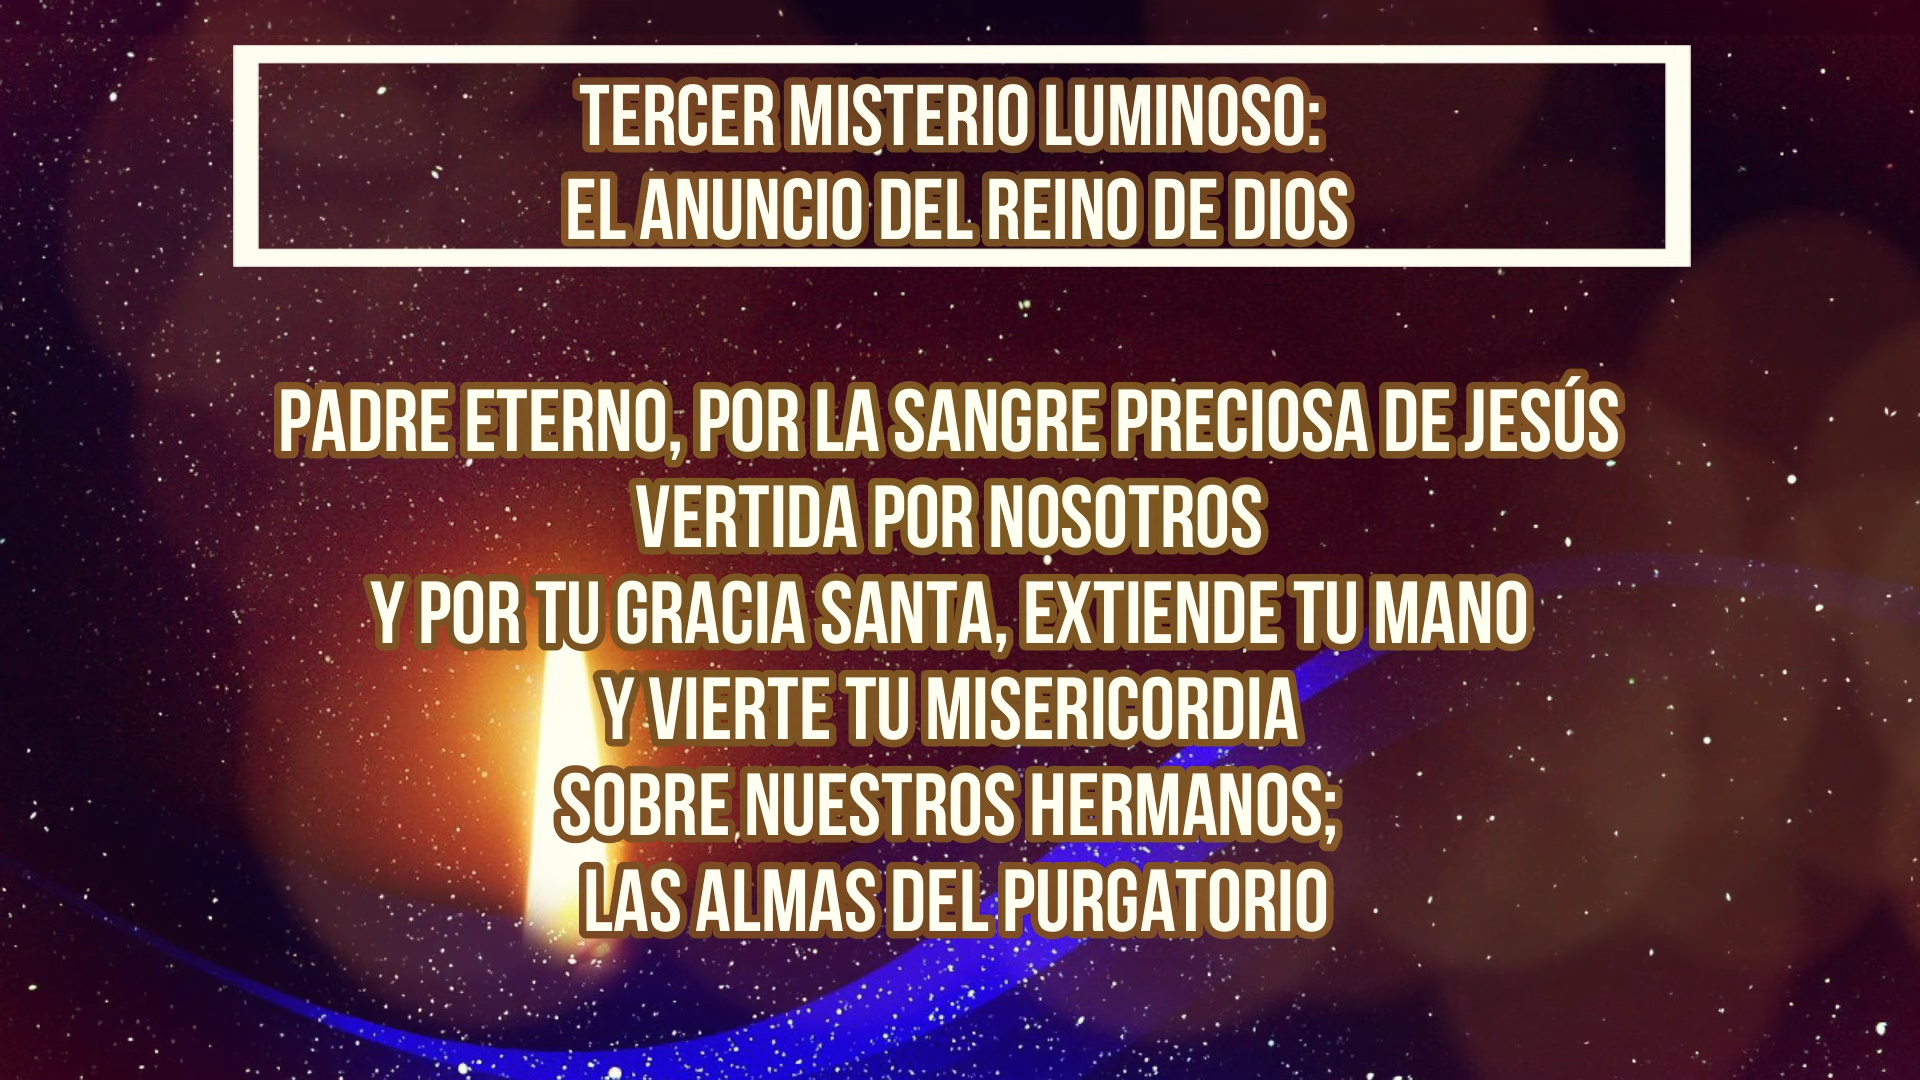 TERCER MISTERIO LUMINOSO:
EL ANUNCIO DEL REINO DE DIOS
PADRE ETERNO, POR LA SANGRE PRECIOSA DE JESÚS
VERTIDA POR NOSOTROS
Y POR TU GRACIA SANTA, EXTIENDE TU MANO
Y VIERTE TU MISERICORDIA
SOBRE NUESTROS HERMANOS;
LAS ALMAS DEL PURGATORIO